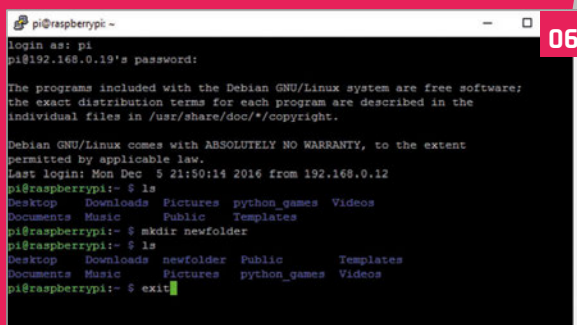 pi@raspberrypi: ~
06
login as: pi
pi@192.168.0.19's password:
The programs included with the Debian GNU/Linux system are free software;
the exact distribution terms for each program are described in the
individual files in /usr/share/doc/*/copyright.
Debian GNU/Linux comes with ABSOLUTELY NO WARRANTY, to the extent
permitted by applicable law.
Last login: Mon Dec  5 21:50:14 2016 from 192.168.0.12
pi@raspberrypi:~ $ ls
Desktop    Downloads  Pictures  python_games  Videos
Documents  Music      Public    Templates
pi@raspberrypi:~ $ mkdir newfolder
pi@raspberrypi:~ $ ls
Desktop    Downloads  newfolder  Public        Templates
Documents  Music      Pictures   python_games  Videos
pi@raspberrypi:~ $ exit